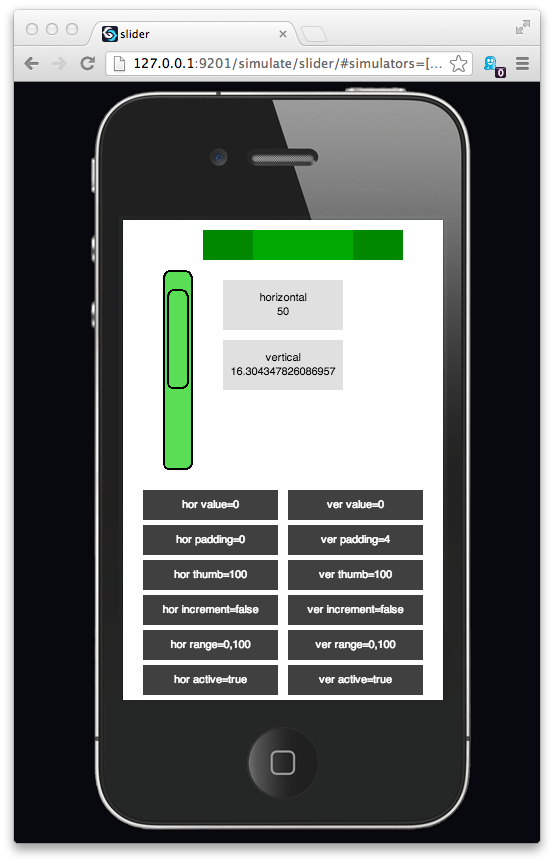 slider
127.0.0.1:9201/simulate/slider/#simulators=[...
0
horizontal
50
vertical
16.304347826086957
hor value=0
ver value=0
hor padding=0
ver padding=4
hor thumb=100
ver thumb=100
hor increment=false
ver increment=false
hor range=0,100
ver range=0,100
hor active=true
ver active=true